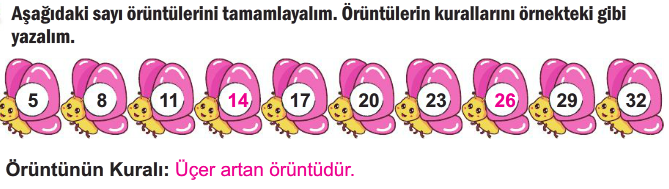 Aşağıdaki sayı örüntülerini tamamlayalım. Örüntülerin kurallarını örnekteki gibi
yazalım.
5 8 11 14 17 20 23 26 29 32
Örüntünün Kuralı: Üçer artan örüntüdür.